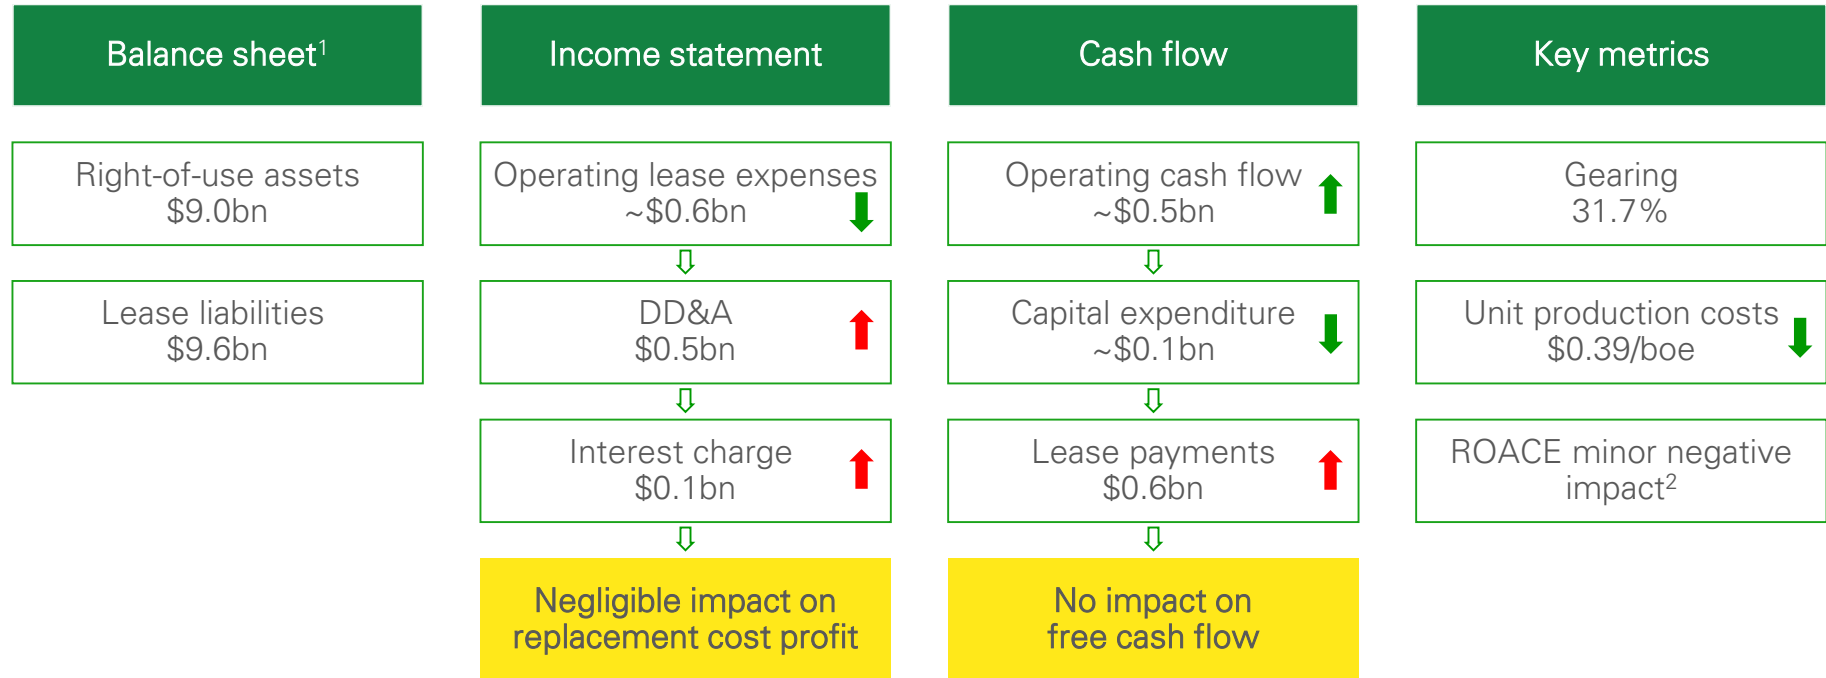 Balance sheet¹
Right-of-use assets
$9.0bn
Lease liabilities
$9.6bn
Income statement
Operating lease expenses
~$0.6bn
DD&A
$0.5bn
Interest charge
$0.1bn
Negligible impact on
replacement cost profit
Cash flow
Operating cash flow
~$0.5bn
Capital expenditure
~$0.1bn
Lease payments
$0.6bn
No impact on
free cash flow
Key metrics
Gearing
31.7%
Unit production costs
$0.39/boe
ROACE minor negative
impact²